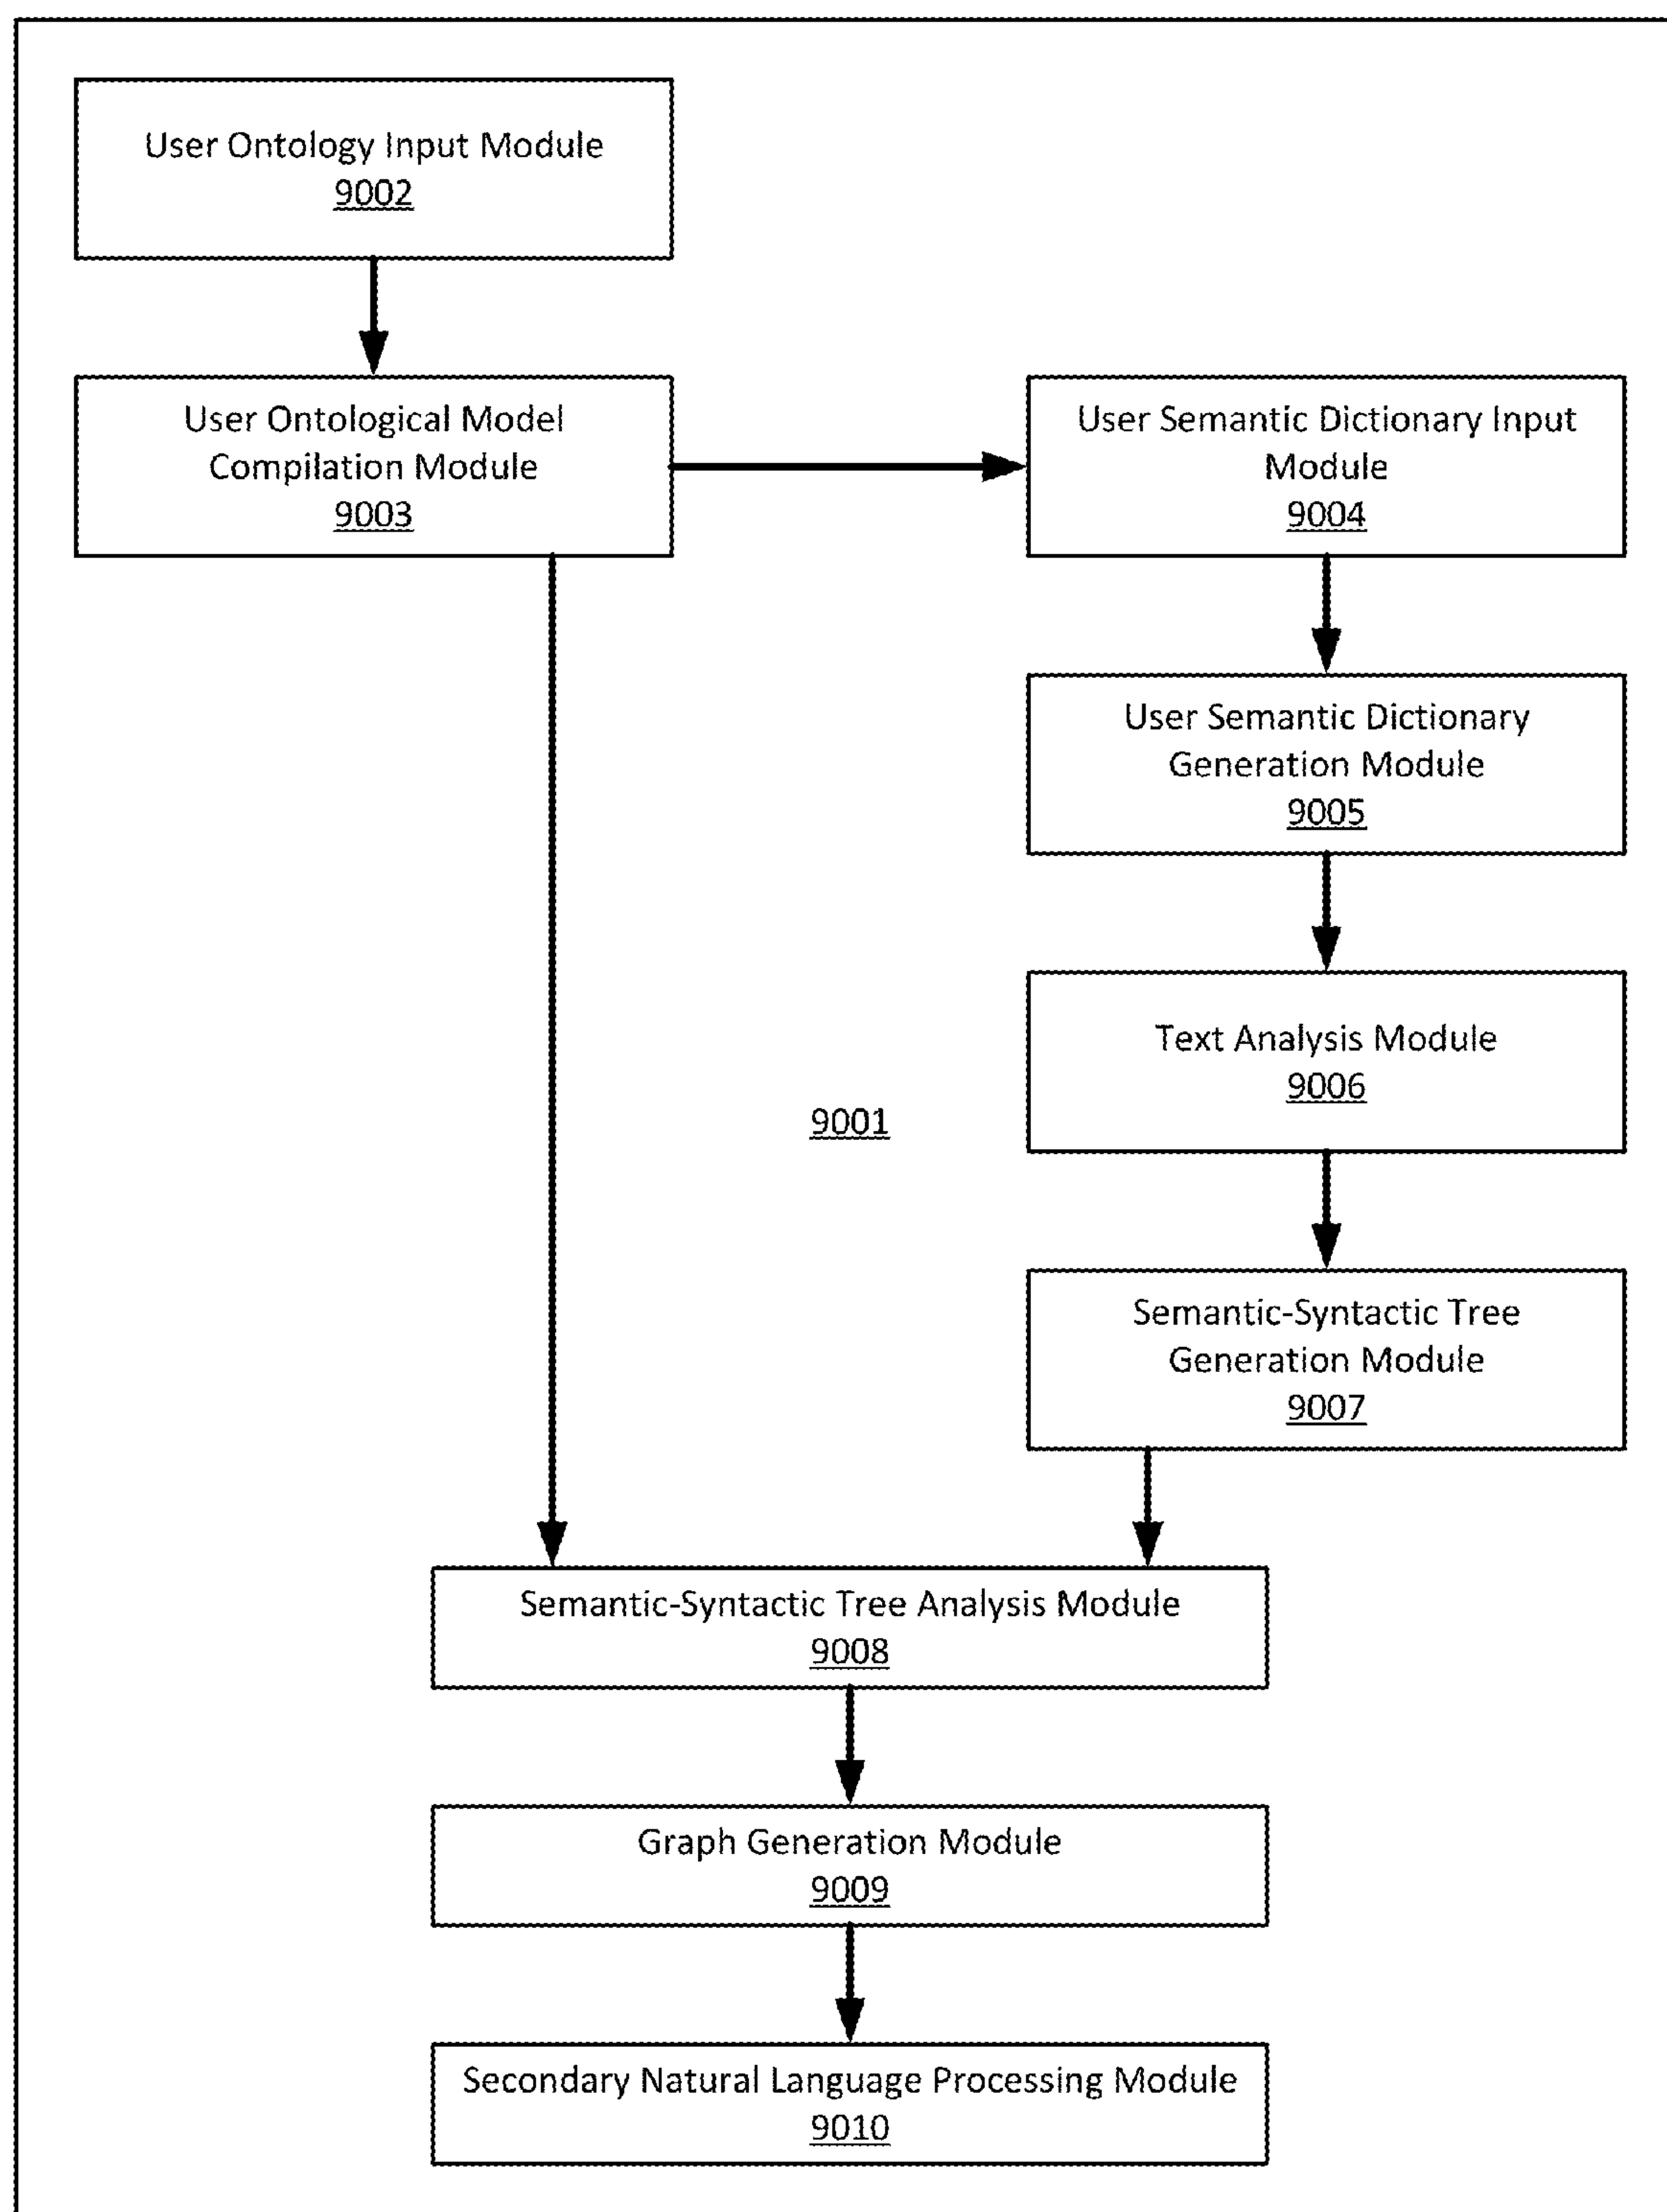 User Ontology Input Module
9002
User Ontological Model
Compilation Module
9003
User Semantic Dictionary Input
Module
9004
User Semantic Dictionary
Generation Module
9005
Text Analysis Module
9006
9001
Semantic-Syntactic Tree
Generation Module
9007
Semantic-Syntactic Tree Analysis Module
9008
Graph Generation Module
9009
Secondary Natural Language Processing Module
9010